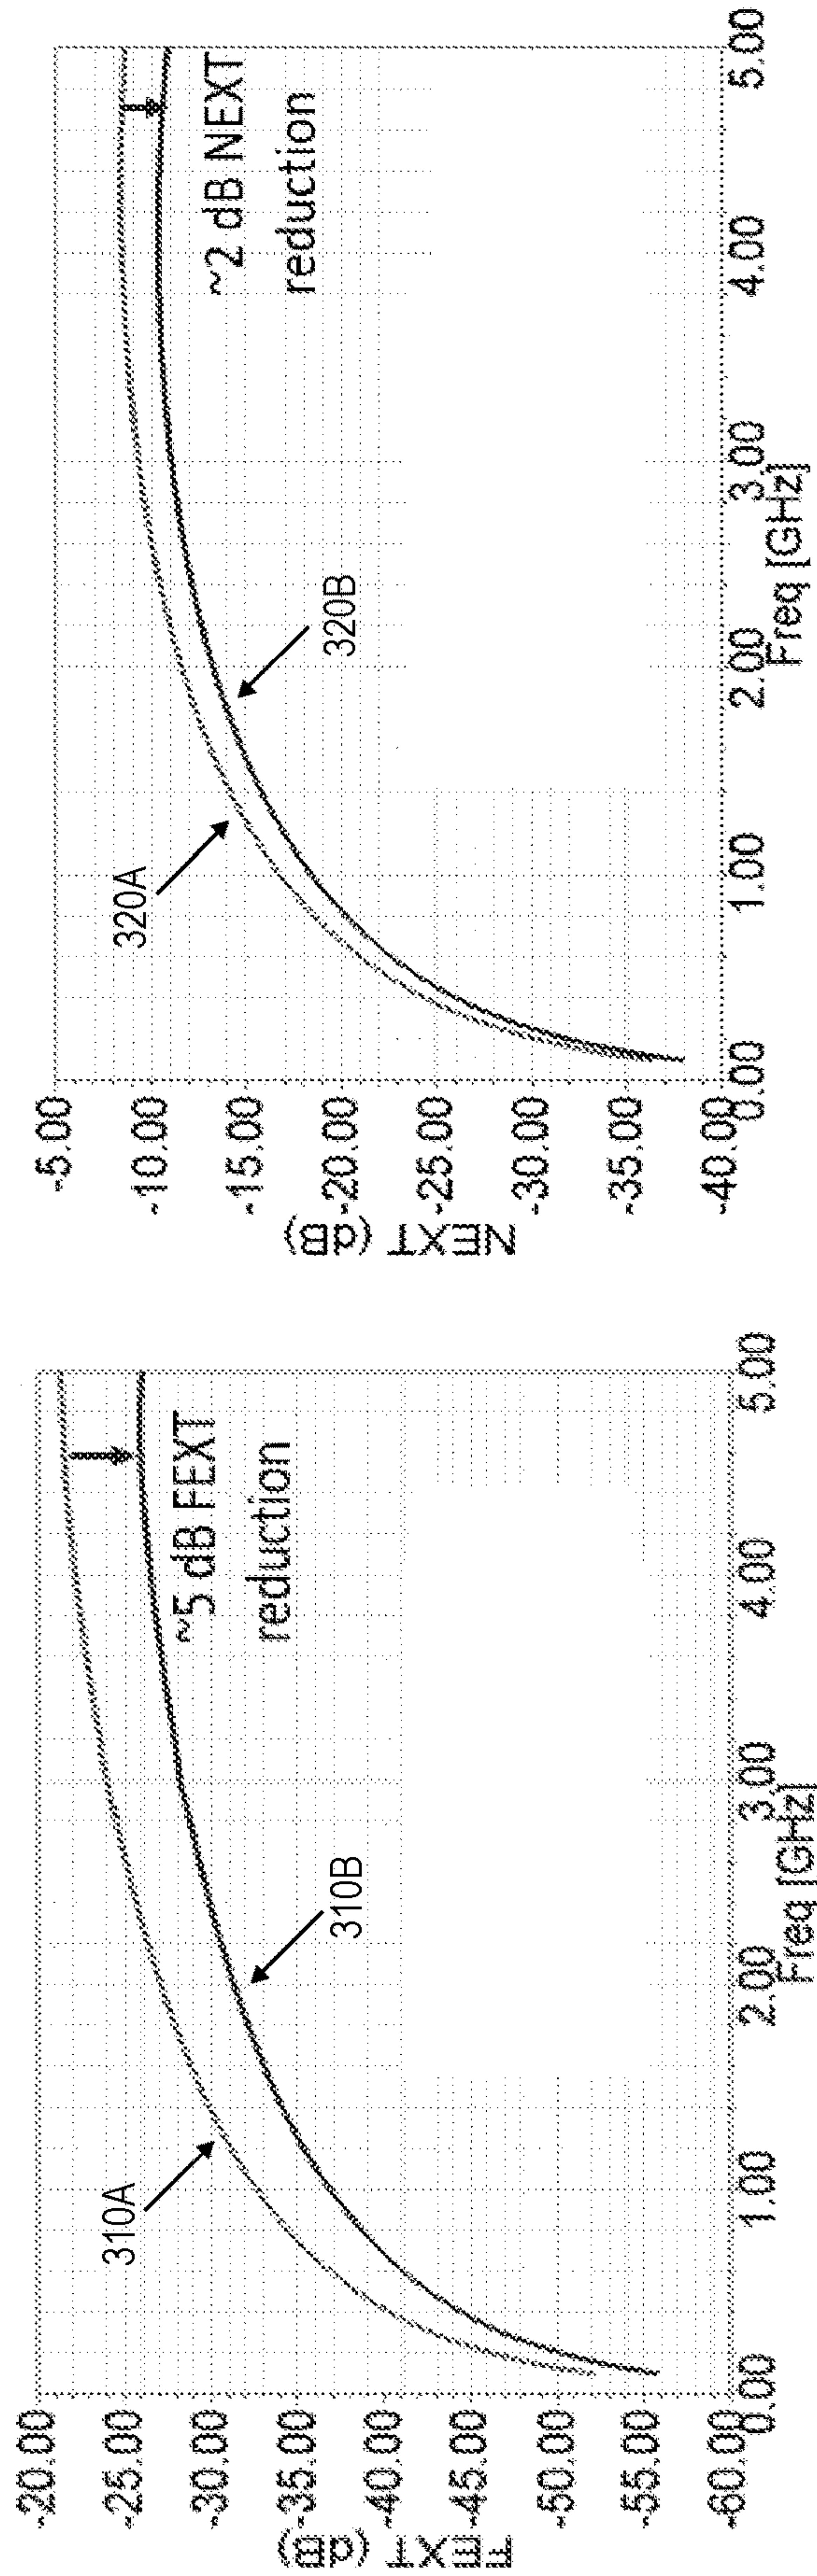 FEXT (dB)
-20.00
-25.00
-30.00
-35.00
-40.00
-45.00
-50.00
-55.00
-60.00
0.00
1.00
2.00
3.00
4.00
5.00
Freq [GHz]
310A
310B
~5 dB FEXT
reduction
NEXT (dB)
-5.00
-10.00
-15.00
-20.00
-25.00
-30.00
-35.00
-40.00
0.00
1.00
2.00
3.00
4.00
5.00
Freq [GHz]
320A
320B
~2 dB NEXT
reduction